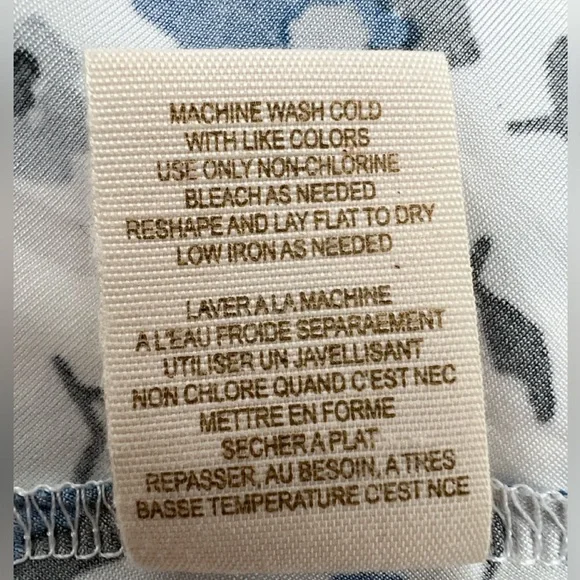 MACHINE WASH COLD
WITH LIKE COLORS
USE ONLY NON-CHLORINE
BLEACH AS NEEDED
RESHAPE AND LAY FLAT TO DRY
LOW IRON AS NEEDED
LAVER A LA MACHINE
A L'EAU FROIDE SEPARAEMENT
UTILISER UN JAVELLISANT
NON CHLORE QUAND C'EST NEC
METTRE EN FORME
SECHER A PLAT
REPASSER, AU BESOIN, A TRES
BASSE TEMPERATURE C'EST NCE